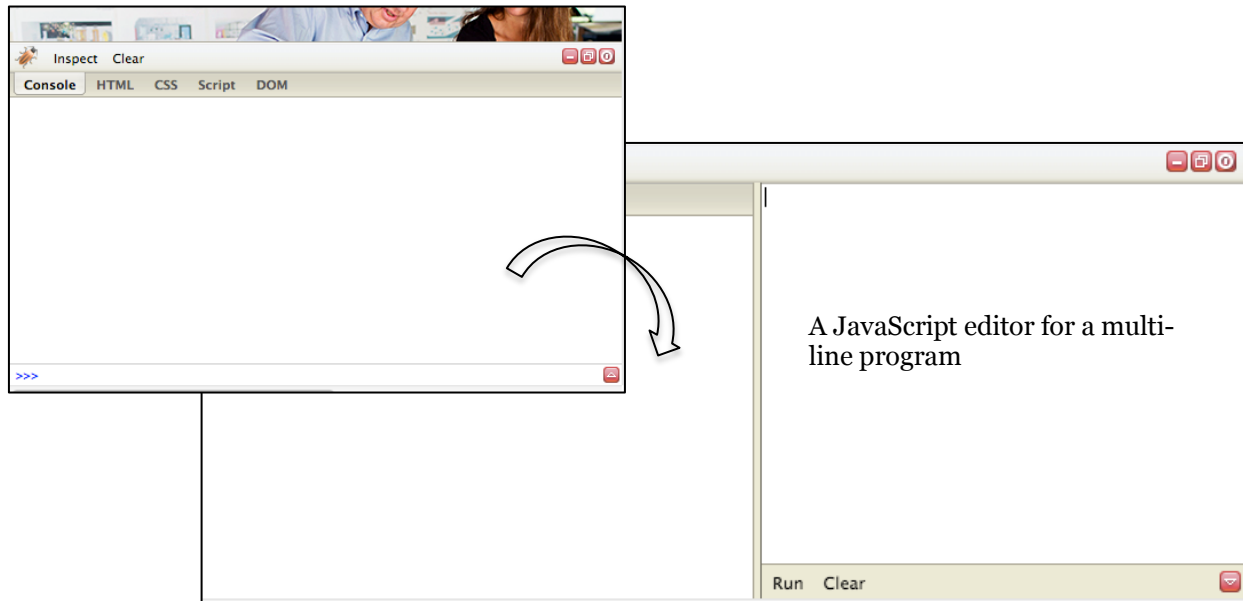 Inspect Clear
Console HTML CSS Script DOM
>>>
A JavaScript editor for a multi-
line program
Run Clear